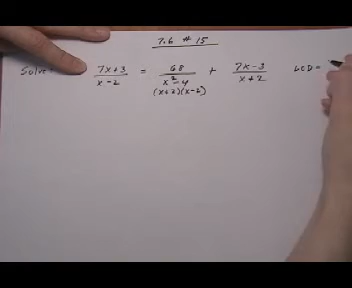 7.6 # 15
Solve (7x+3)/(x-2) = 68/(x²-4) + (7x-3)/(x+2) LCD =
(x+2)(x-2)